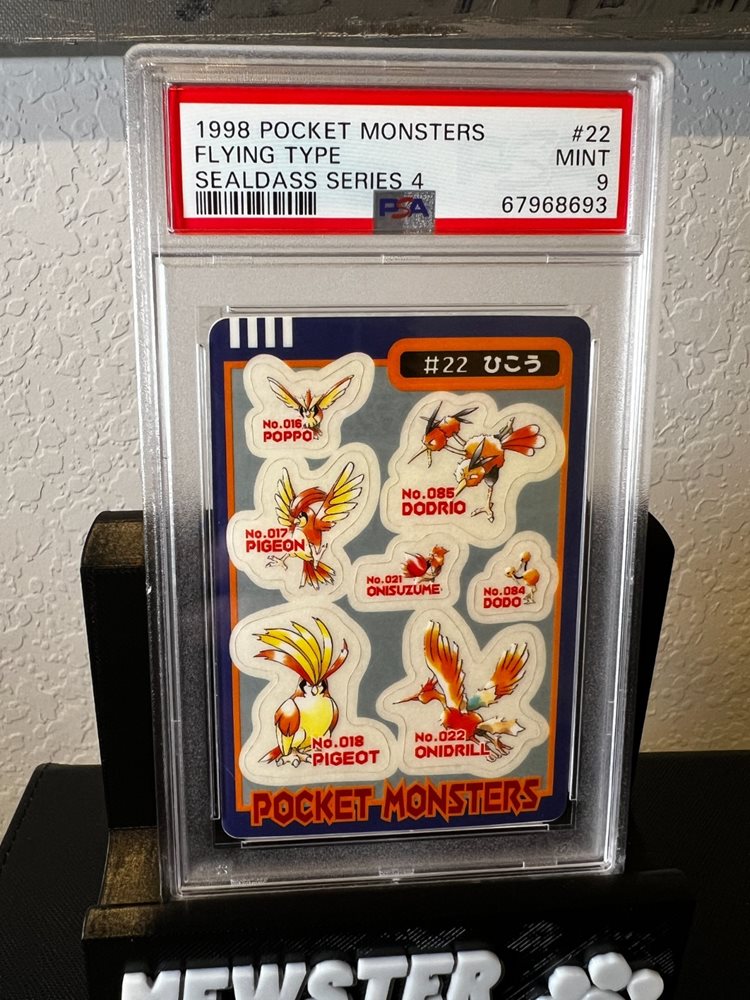 1998 POCKET MONSTERS #22
FLYING TYPE MINT
SEALDASS SERIES 4 9
PSA 67968693
#22 ひこう
No.016
POPPO
No.085
DODRIO
No.017
PIGEON
No.021
ONISUZUME
No.084
DODO
No.018
PIGEOT
No.022
ONIDRILL
POCKET MONSTERS
MEWSTER